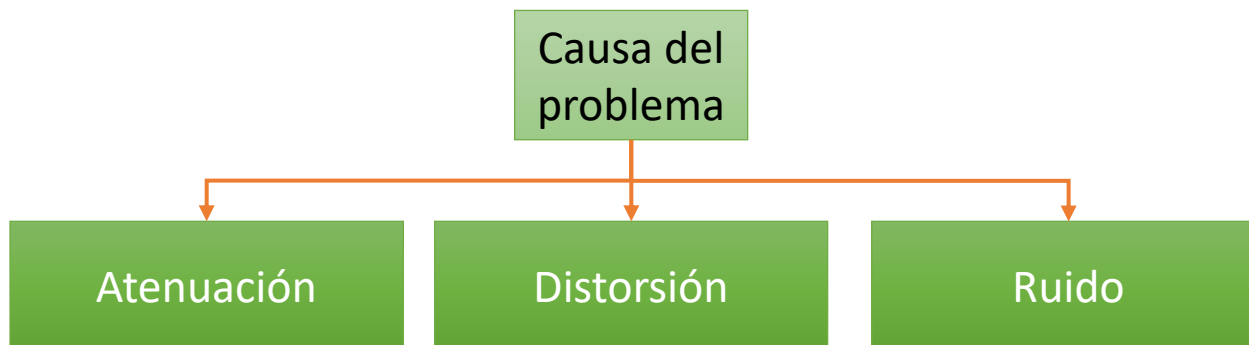 Causa del
problema
Atenuación
Distorsión
Ruido